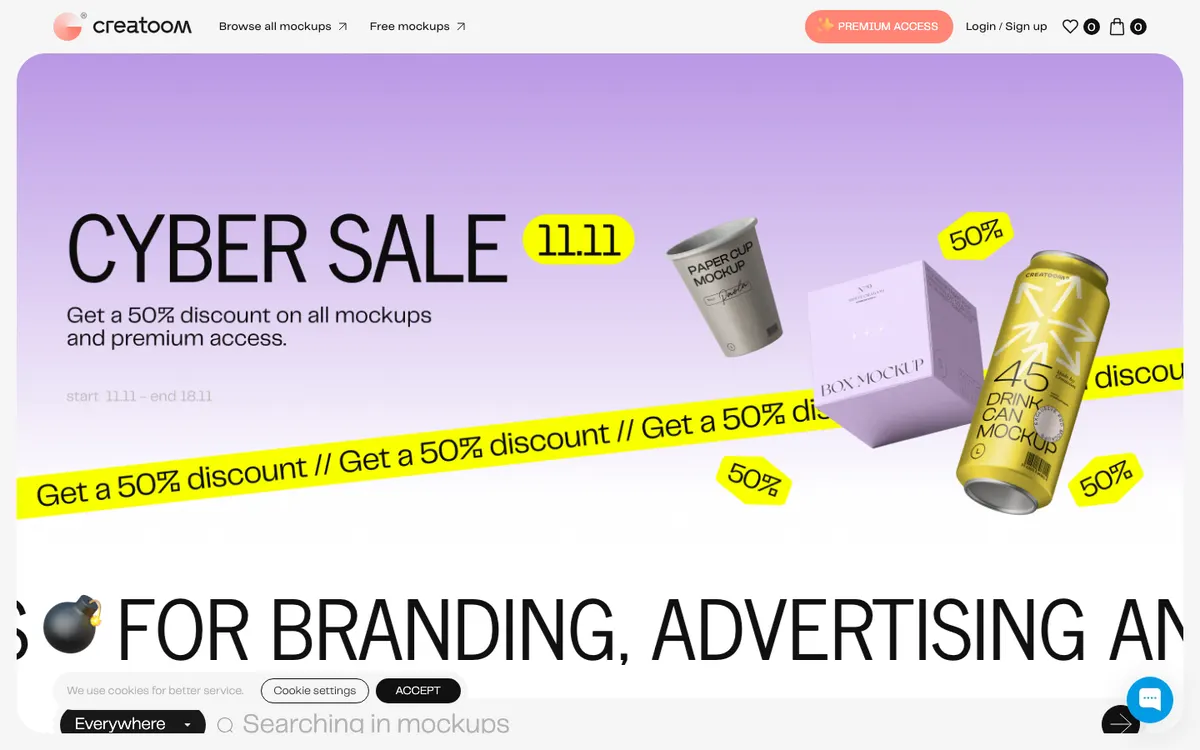 creatoom®
Browse all mockups
Free mockups
PREMIUM ACCESS
Login / Sign up
0
0
CYBER SALE
11.11
Get a 50% discount on all mockups
and premium access.
start 11.11 – end 18.11
50%
PAPER CUP
MOCKUP
Nº9
BOX MOCKUP
CREATOOM®
45
DRINK
CAN
MOCKUP
L
Get a 50% discount // Get a 50% discount // Get a 50% dis
discou
50%
50%
S FOR BRANDING, ADVERTISING AN
We use cookies for better service.
Cookie settings
ACCEPT
Everywhere
Searching in mockups